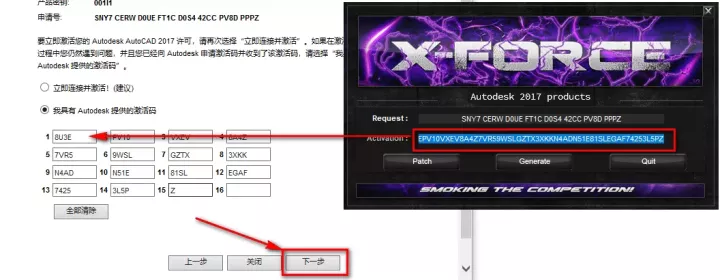 产品密钥: 001I1
申请号: SNY7 CERW D0UE FT1C D0S4 42CC PV8D PPPZ
要立即激活您的 Autodesk AutoCAD 2017 许可，请再次选择“立即连接并激活”。如果在激活
过程中您仍然遇到问题，并且您已经向 Autodesk 申请激活码并收到了该激活码，请选择“我
Autodesk 提供的激活码”。
立即连接并激活! (建议)
我具有 Autodesk 提供的激活码
1 8U3E 3 VXEV 4 8A4Z
5 7VR5 6 9WSL 7 GZTX 8 3XKK
9 N4AD 10 N51E 11 81SL 12 EGAF
13 7425 14 3L5P 15 Z 16
全部清除
上一步 关闭 下一步
X-FORCE
Autodesk 2017 products
Request: SNY7 CERW D0UE FT1C D0S4 42CC PV8D PPPZ
Activation: EPV10VXEV8A4Z7VR59WSLGZTX3XKKN4ADN51E81SLEGAF74253L5PZ
Patch Generate Quit
SMOKING THE COMPETITION!